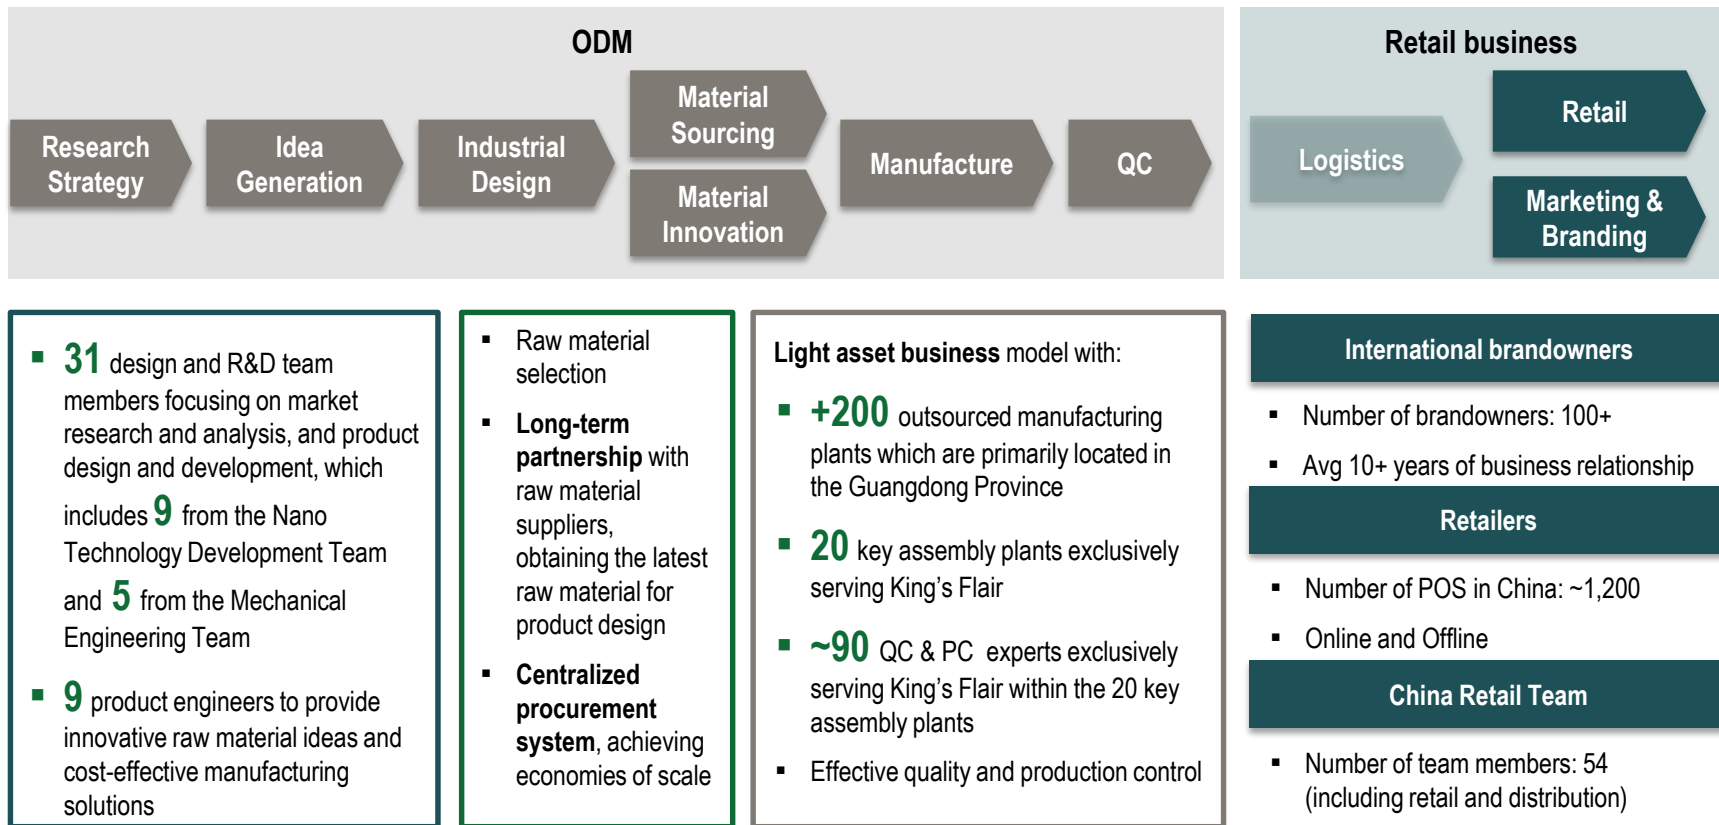 ODM
Research
Strategy
Idea
Generation
Industrial
Design
Material
Sourcing
Material
Innovation
Manufacture
QC
Retail business
Logistics
Retail
Marketing &
Branding
▪ 31 design and R&D team
members focusing on market
research and analysis, and product
design and development, which
includes 9 from the Nano
Technology Development Team
and 5 from the Mechanical
Engineering Team
▪ 9 product engineers to provide
innovative raw material ideas and
cost-effective manufacturing
solutions
▪ Raw material
selection
▪ Long-term
partnership with
raw material
suppliers,
obtaining the latest
raw material for
product design
▪ Centralized
procurement
system, achieving
economies of scale
Light asset business model with:
▪ +200 outsourced manufacturing
plants which are primarily located in
the Guangdong Province
▪ 20 key assembly plants exclusively
serving King’s Flair
▪ ~90 QC & PC experts exclusively
serving King’s Flair within the 20 key
assembly plants
▪ Effective quality and production control
International brandowners
▪ Number of brandowners: 100+
▪ Avg 10+ years of business relationship
Retailers
▪ Number of POS in China: ~1,200
▪ Online and Offline
China Retail Team
▪ Number of team members: 54
(including retail and distribution)